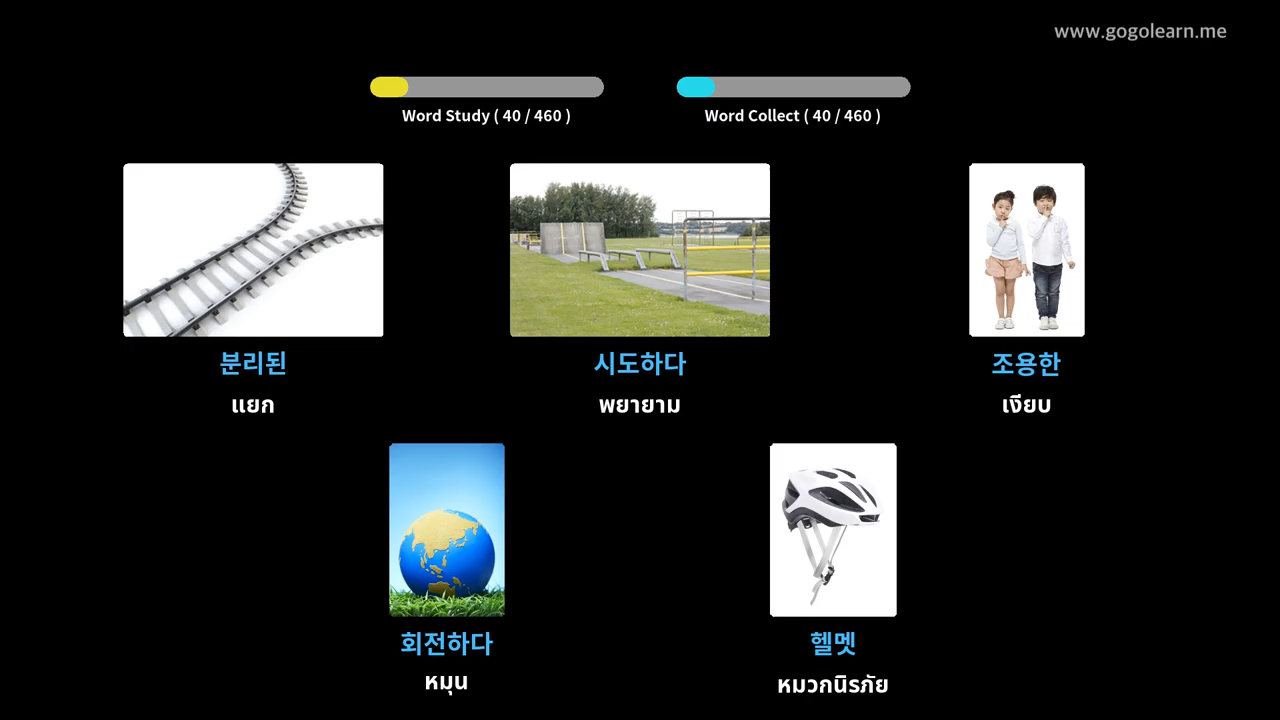 www.gogolearn.me
Word Study ( 40 / 460 )
Word Collect ( 40 / 460 )
분리된
แยก
시도하다
พยายาม
조용한
เงียบ
회전하다
หมุน
헬멧
หมวกนิรภัย